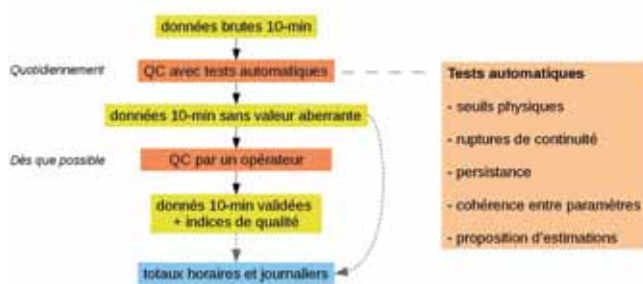 données brutes 10-min
Quotidiennement
QC avec tests automatiques
données 10-min sans valeur aberrante
Dès que possible
QC par un opérateur
donnés 10-min validées
+ indices de qualité
totaux horaires et journaliers
Tests automatiques
- seuils physiques
- ruptures de continuité
- persistance
- cohérence entre paramètres
- proposition d'estimations